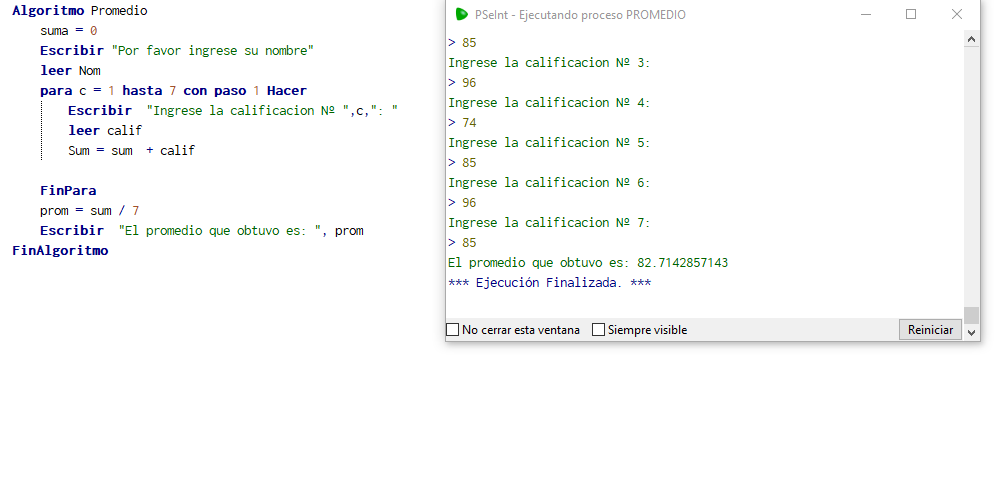 Algoritmo Promedio
suma = 0
Escribir "Por favor ingrese su nombre"
leer Nom
para c = 1 hasta 7 con paso 1 Hacer
Escribir "Ingrese la calificacion Nº ",c,": "
leer calif
Sum = sum + calif
FinPara
prom = sum / 7
Escribir "El promedio que obtuvo es: ", prom
FinAlgoritmo
PSeInt - Ejecutando proceso PROMEDIO
> 85
Ingrese la calificacion Nº 3:
> 96
Ingrese la calificacion Nº 4:
> 74
Ingrese la calificacion Nº 5:
> 85
Ingrese la calificacion Nº 6:
> 96
Ingrese la calificacion Nº 7:
> 85
El promedio que obtuvo es: 82.7142857143
*** Ejecución Finalizada. ***
No cerrar esta ventana Siempre visible Reiniciar